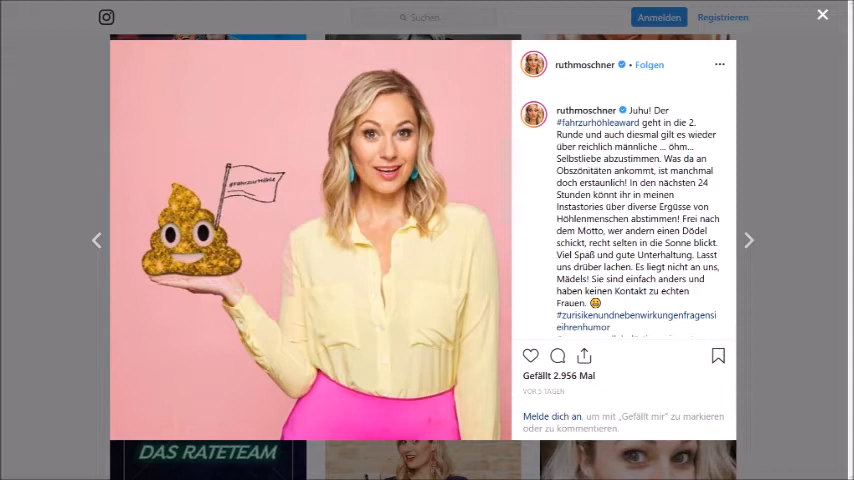 Suchen
Anmelden
Registrieren
ruthmoschner • Folgen
#fahrzurHöhle
ruthmoschner Juhu! Der
#fahrzurhöhleaward geht in die 2.
Runde und auch diesmal gilt es wieder
über reichlich männliche ... öhm...
Selbstliebe abzustimmen. Was da an
Obszönitäten ankommt, ist manchmal
doch erstaunlich! In den nächsten 24
Stunden könnt ihr in meinen
Instastories über diverse Ergüsse von
Höhlenmenschen abstimmen! Frei nach
dem Motto, wer andern einen Dödel
schickt, recht selten in die Sonne blickt.
Viel Spaß und gute Unterhaltung. Lasst
uns drüber lachen. Es liegt nicht an uns,
Mädels! Sie sind einfach anders und
haben keinen Kontakt zu echten
Frauen. 😄
#zurisikenundnebenwirkungenfragensi
eihrenhumor
Gefällt 2.956 Mal
VOR 5 TAGEN
Melde dich an, um mit „Gefällt mir" zu markieren
oder zu kommentieren.
DAS RATETEAM